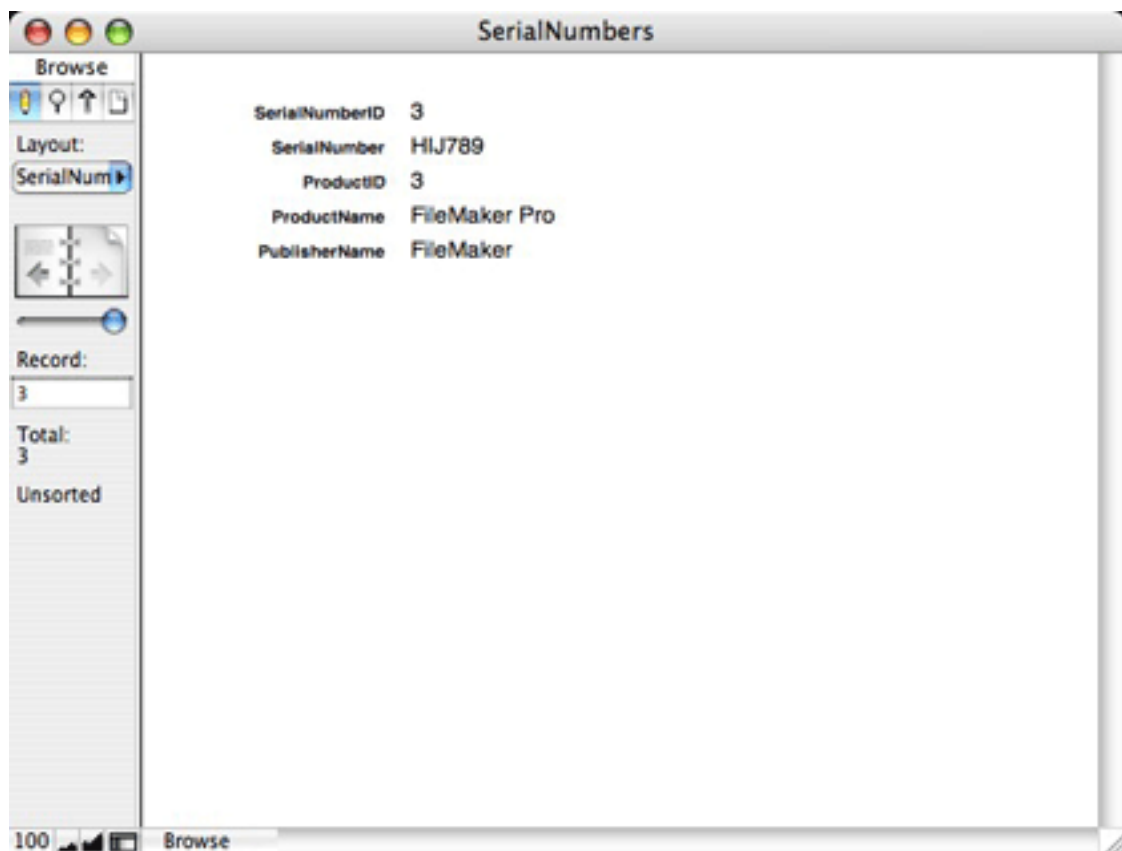 SerialNumbers
Browse
Layout:
SerialNum
Record:
3
Total:
3
Unsorted
SerialNumberID 3
SerialNumber HIJ789
ProductID 3
ProductName FileMaker Pro
PublisherName FileMaker
100 Browse